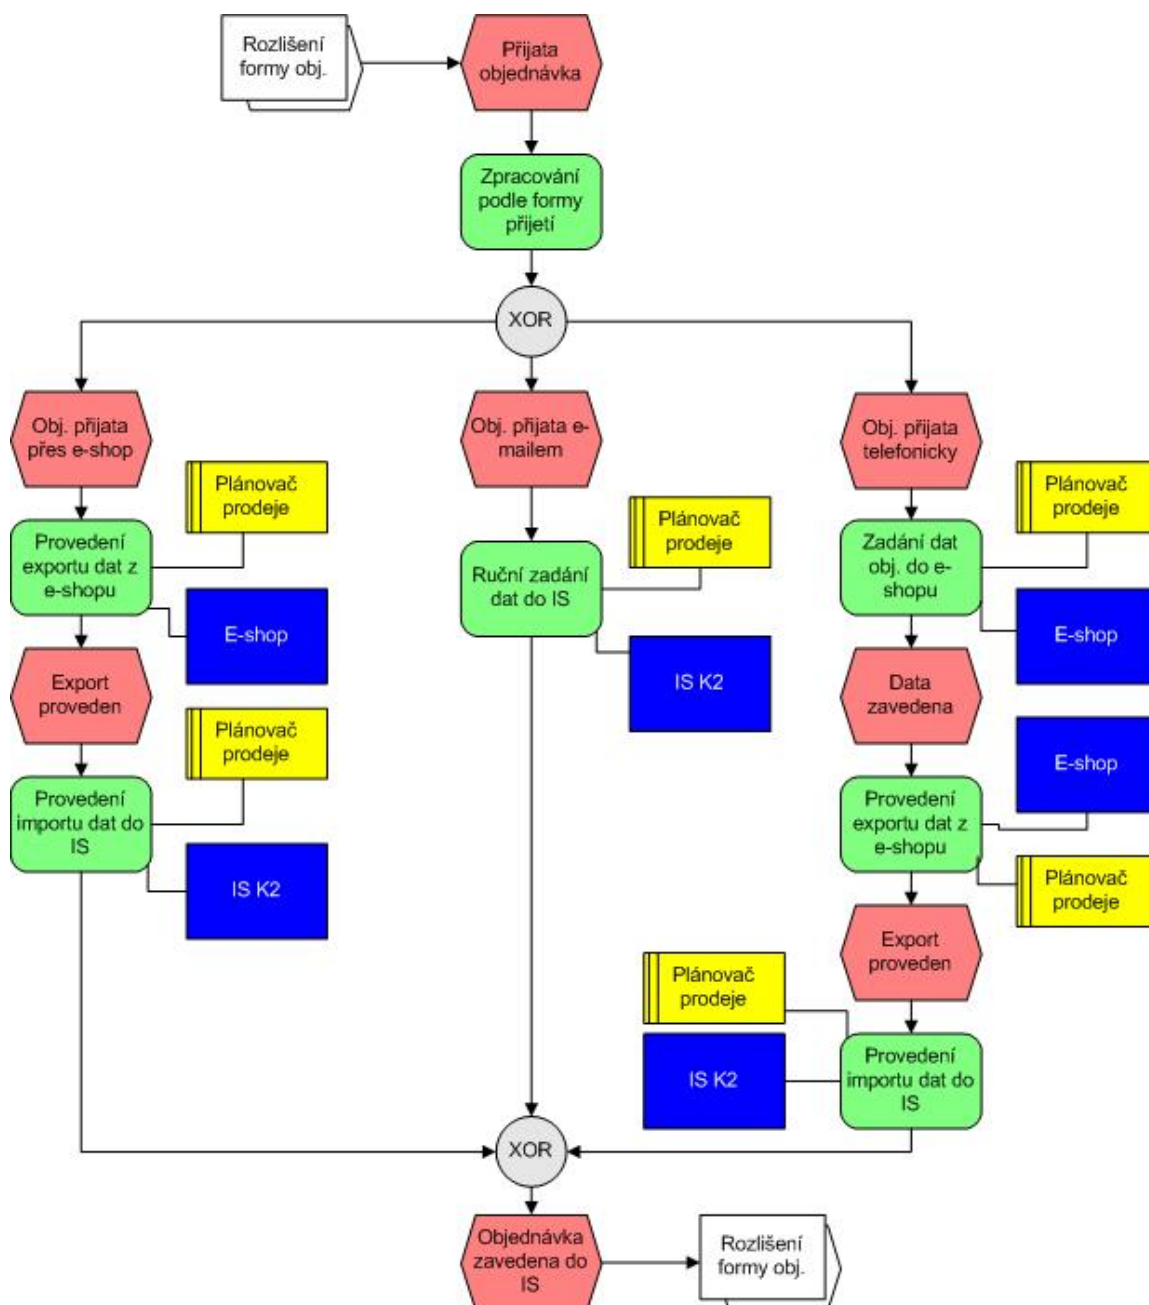 Rozlišení
formy obj.
Přijata
objednávka
Zpracování
podle formy
přijetí
XOR
Obj. přijata
přes e-shop
Obj. přijata e-
mailem
Obj. přijata
telefonicky
Plánovač
prodeje
Plánovač
prodeje
Plánovač
prodeje
Provedení
exportu dat z
e-shopu
Ruční zadání
dat do IS
Zadání dat
obj. do e-
shopu
E-shop
IS K2
E-shop
Export
proveden
Data
zavedena
Plánovač
prodeje
E-shop
Provedení
importu dat do
IS
Provedení
exportu dat z
e-shopu
IS K2
Plánovač
prodeje
Export
proveden
Plánovač
prodeje
IS K2
Provedení
importu dat do
IS
XOR
Objednávka
zavedena do
IS
Rozlišení
formy obj.